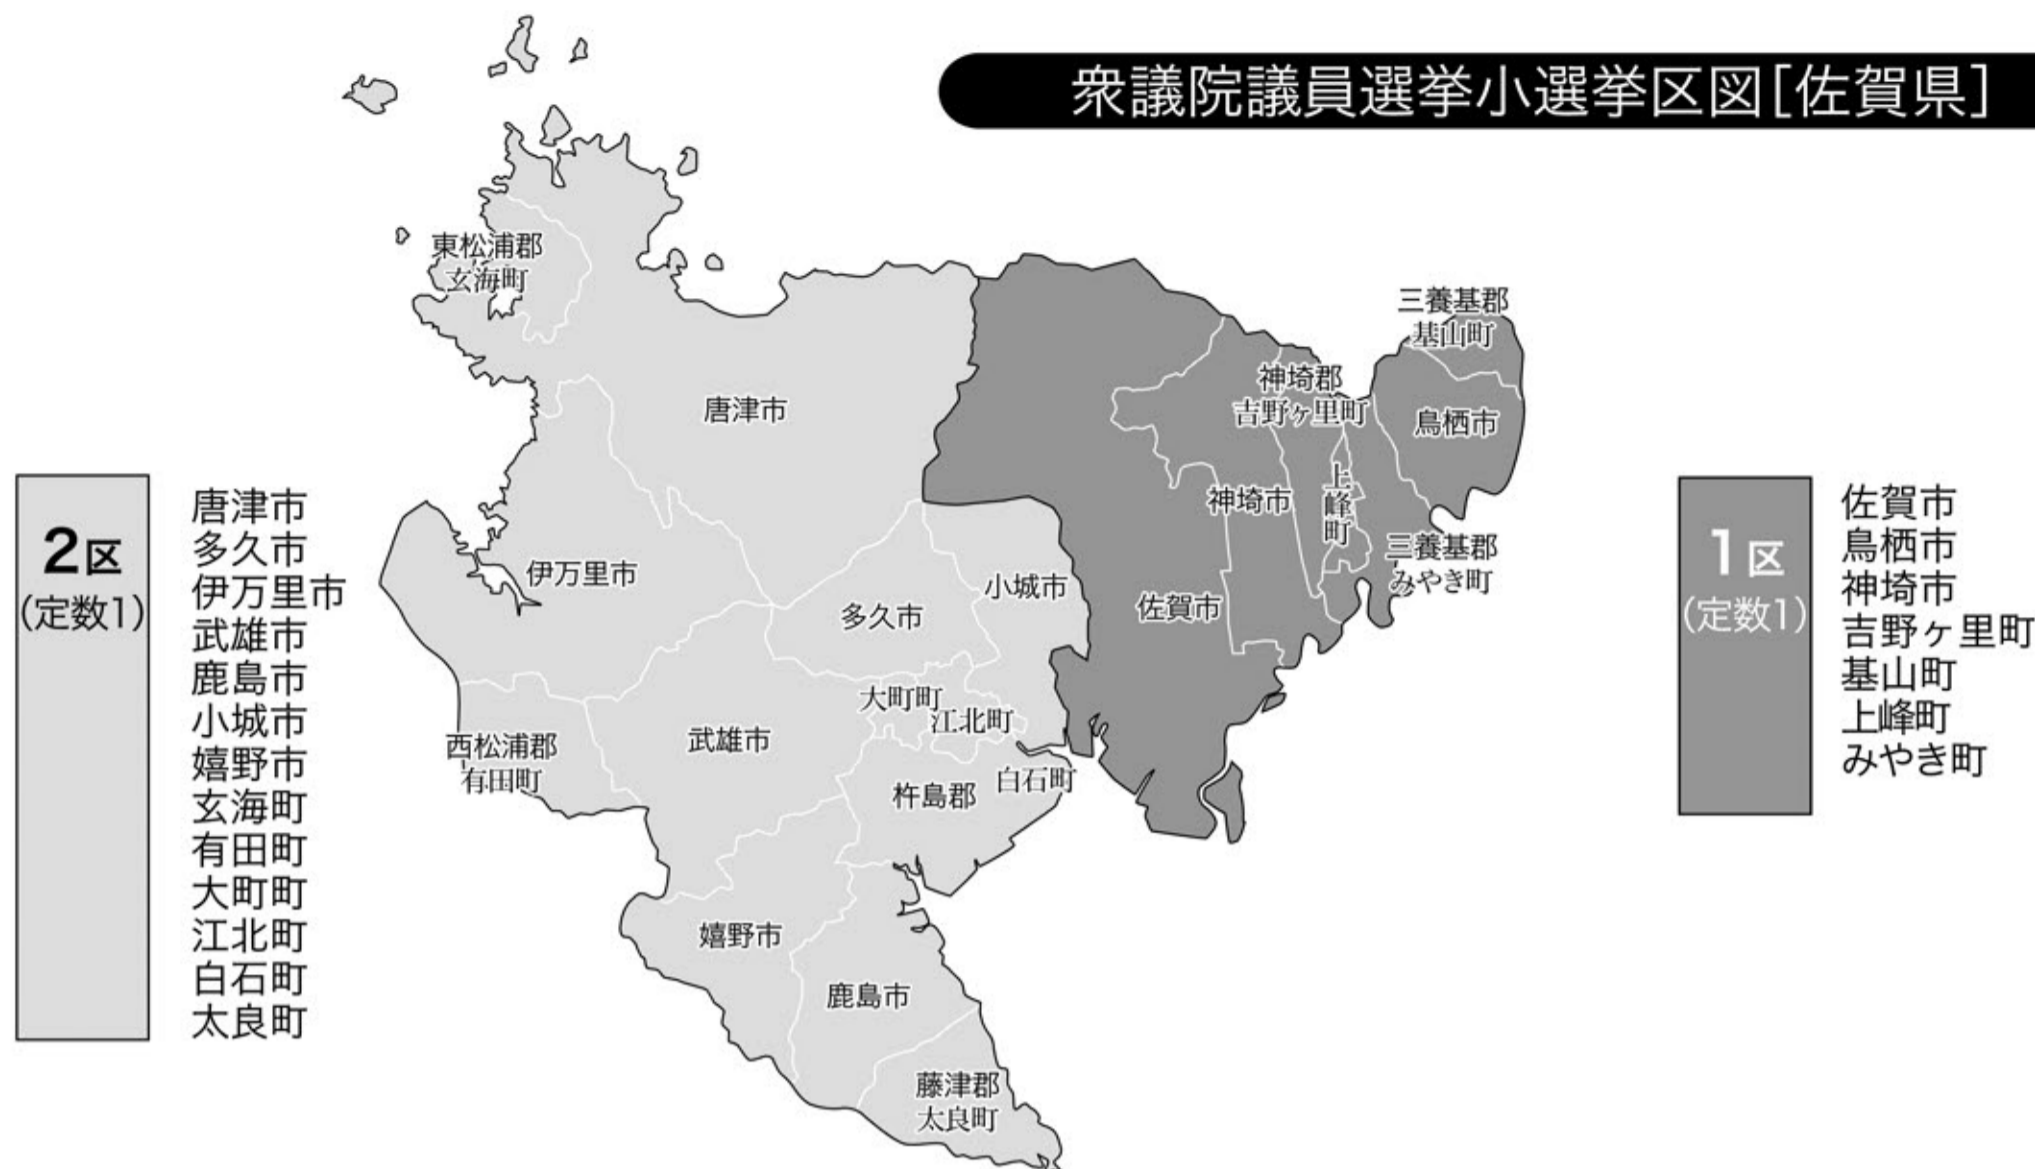 衆議院議員選挙小選挙区図[佐賀県]
東松浦郡
玄海町
唐津市
三養基郡
基山町
神埼郡
吉野ヶ里町
鳥栖市
上峰町
神埼市
三養基郡
みやき町
佐賀市
伊万里市
小城市
多久市
大町町
江北町
西松浦郡
有田町
武雄市
杵島郡
白石町
嬉野市
鹿島市
藤津郡
太良町
2区
(定数1)
唐津市
多久市
伊万里市
武雄市
鹿島市
小城市
嬉野市
玄海町
有田町
大町町
江北町
白石町
太良町
1区
(定数1)
佐賀市
鳥栖市
神埼市
吉野ヶ里町
基山町
上峰町
みやき町